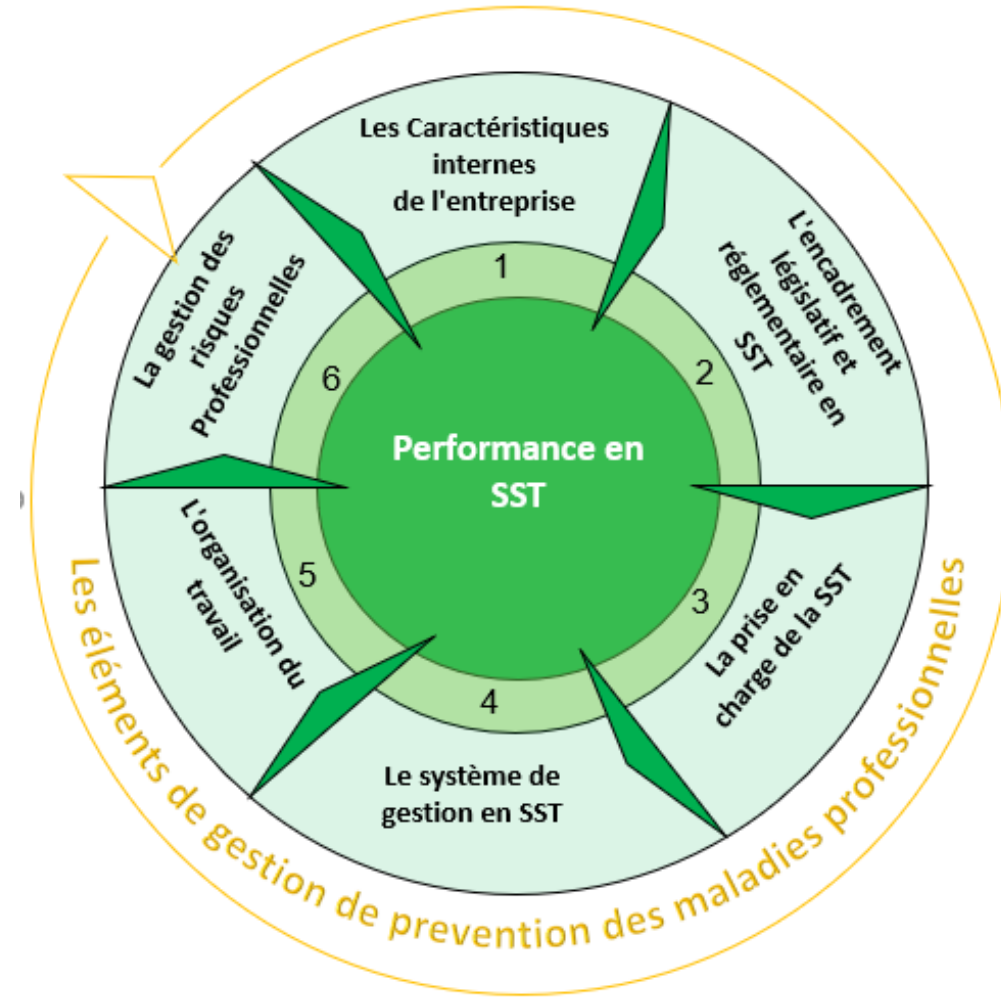 Les Caractéristiques
internes
de l'entreprise
1
L'encadrement
législatif et
réglementaire en
SST
2
La prise en
charge de la SST
3
Le système de
gestion en SST
4
L'organisation du
travail
5
La gestion des
risques
Professionnelles
6
Performance en
SST
Les éléments de gestion de prevention des maladies professionnelles